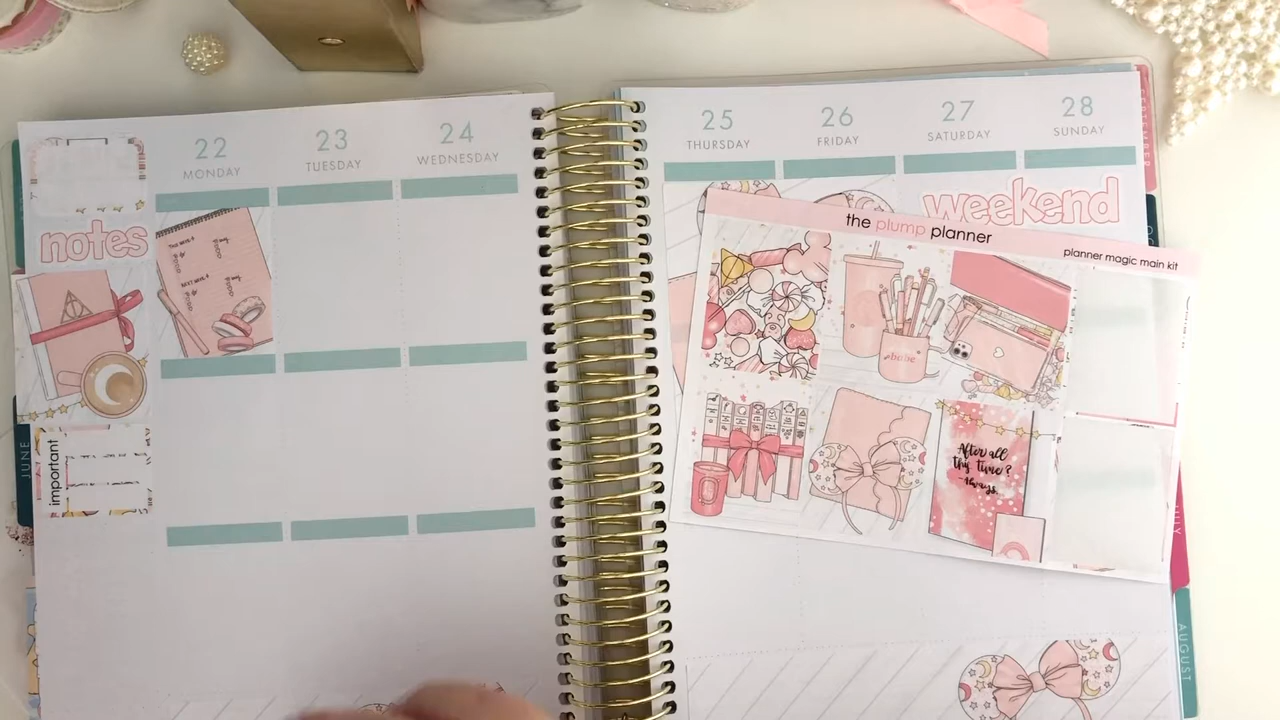 22
MONDAY
23
TUESDAY
24
WEDNESDAY
25
THURSDAY
26
FRIDAY
27
SATURDAY
28
SUNDAY
notes
important
weekend
the plump planner
planner magic main kit
babe
After all
this time?
-Always.
JUNE
AUGUST